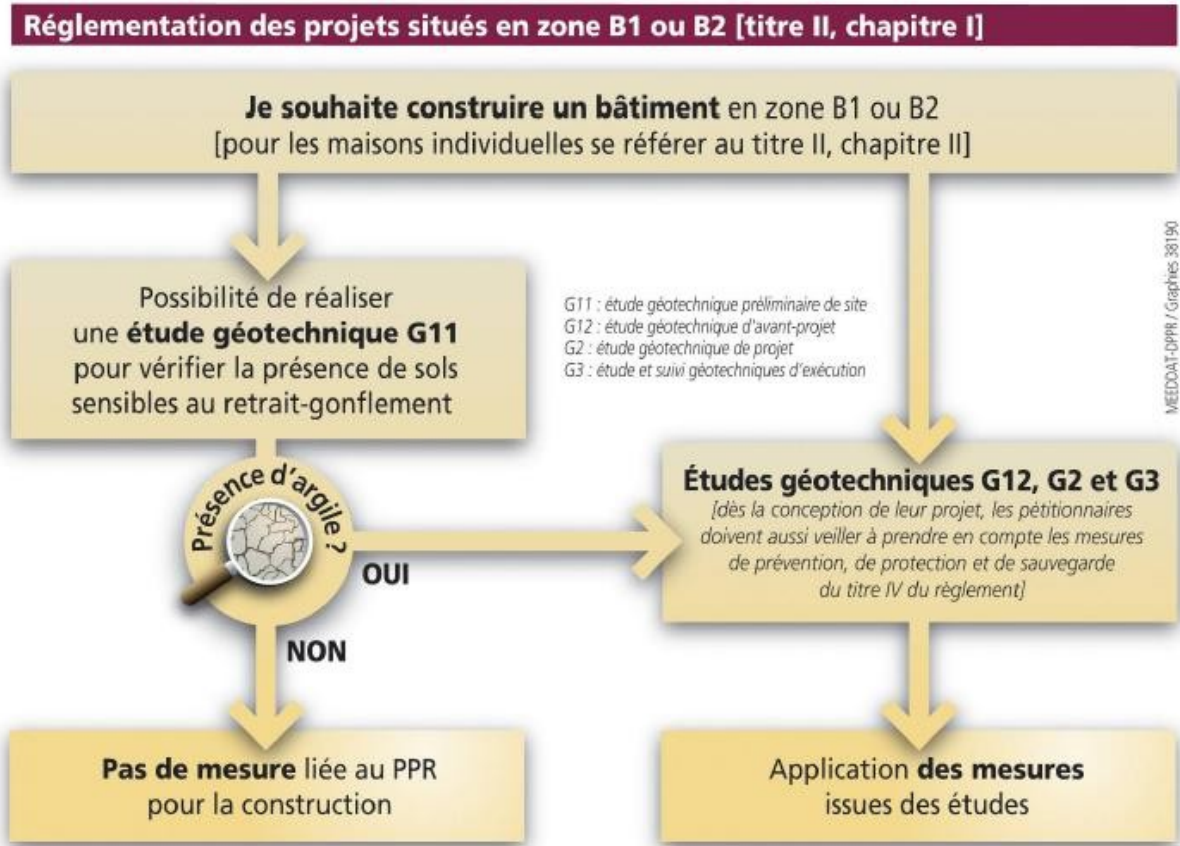 Réglementation des projets situés en zone B1 ou B2 [titre II, chapitre I]
Je souhaite construire un bâtiment en zone B1 ou B2
[pour les maisons individuelles se référer au titre II, chapitre II]
Possibilité de réaliser
une étude géotechnique G11
pour vérifier la présence de sols
sensibles au retrait-gonflement
G11 : étude géotechnique préliminaire de site
G12 : étude géotechnique d'avant-projet
G2 : étude géotechnique de projet
G3 : étude et suivi géotechniques d'exécution
MEEDDAT-DPPR / Graphies 38190
Présence d'argile ?
OUI
NON
Études géotechniques G12, G2 et G3
[dès la conception de leur projet, les pétitionnaires
doivent aussi veiller à prendre en compte les mesures
de prévention, de protection et de sauvegarde
du titre IV du règlement]
Pas de mesure liée au PPR
pour la construction
Application des mesures
issues des études